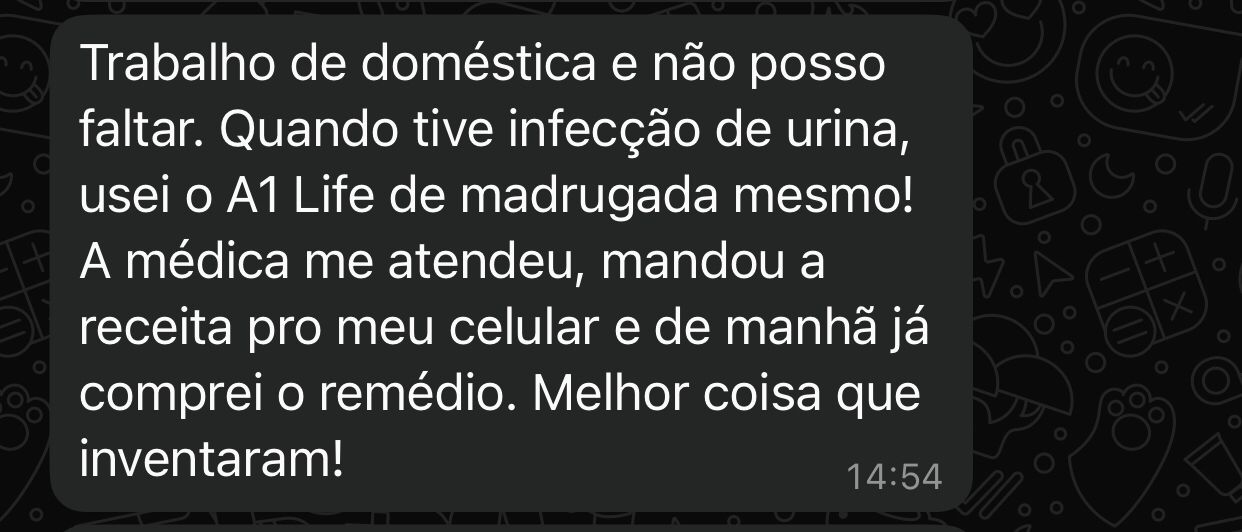 Trabalho de doméstica e não posso
faltar. Quando tive infecção de urina,
usei o A1 Life de madrugada mesmo!
A médica me atendeu, mandou a
receita pro meu celular e de manhã já
comprei o remédio. Melhor coisa que
inventaram!
14:54